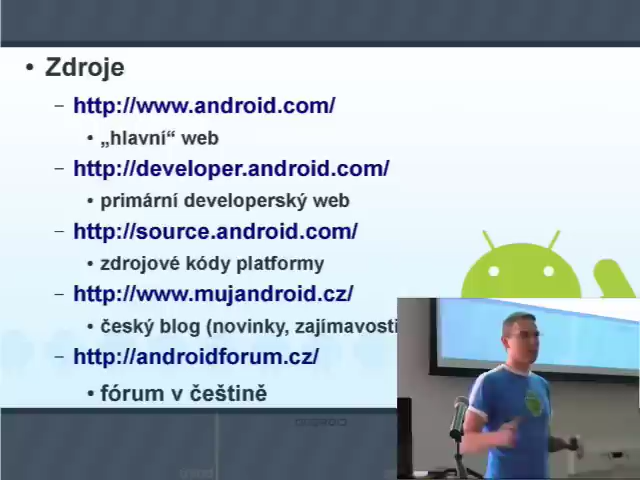 • Zdroje
– http://www.android.com/
• „hlavní“ web
– http://developer.android.com/
• primární developerský web
– http://source.android.com/
• zdrojové kódy platformy
– http://www.mujandroid.cz/
• český blog (novinky, zajímavosti
– http://androidforum.cz/
• fórum v češtině